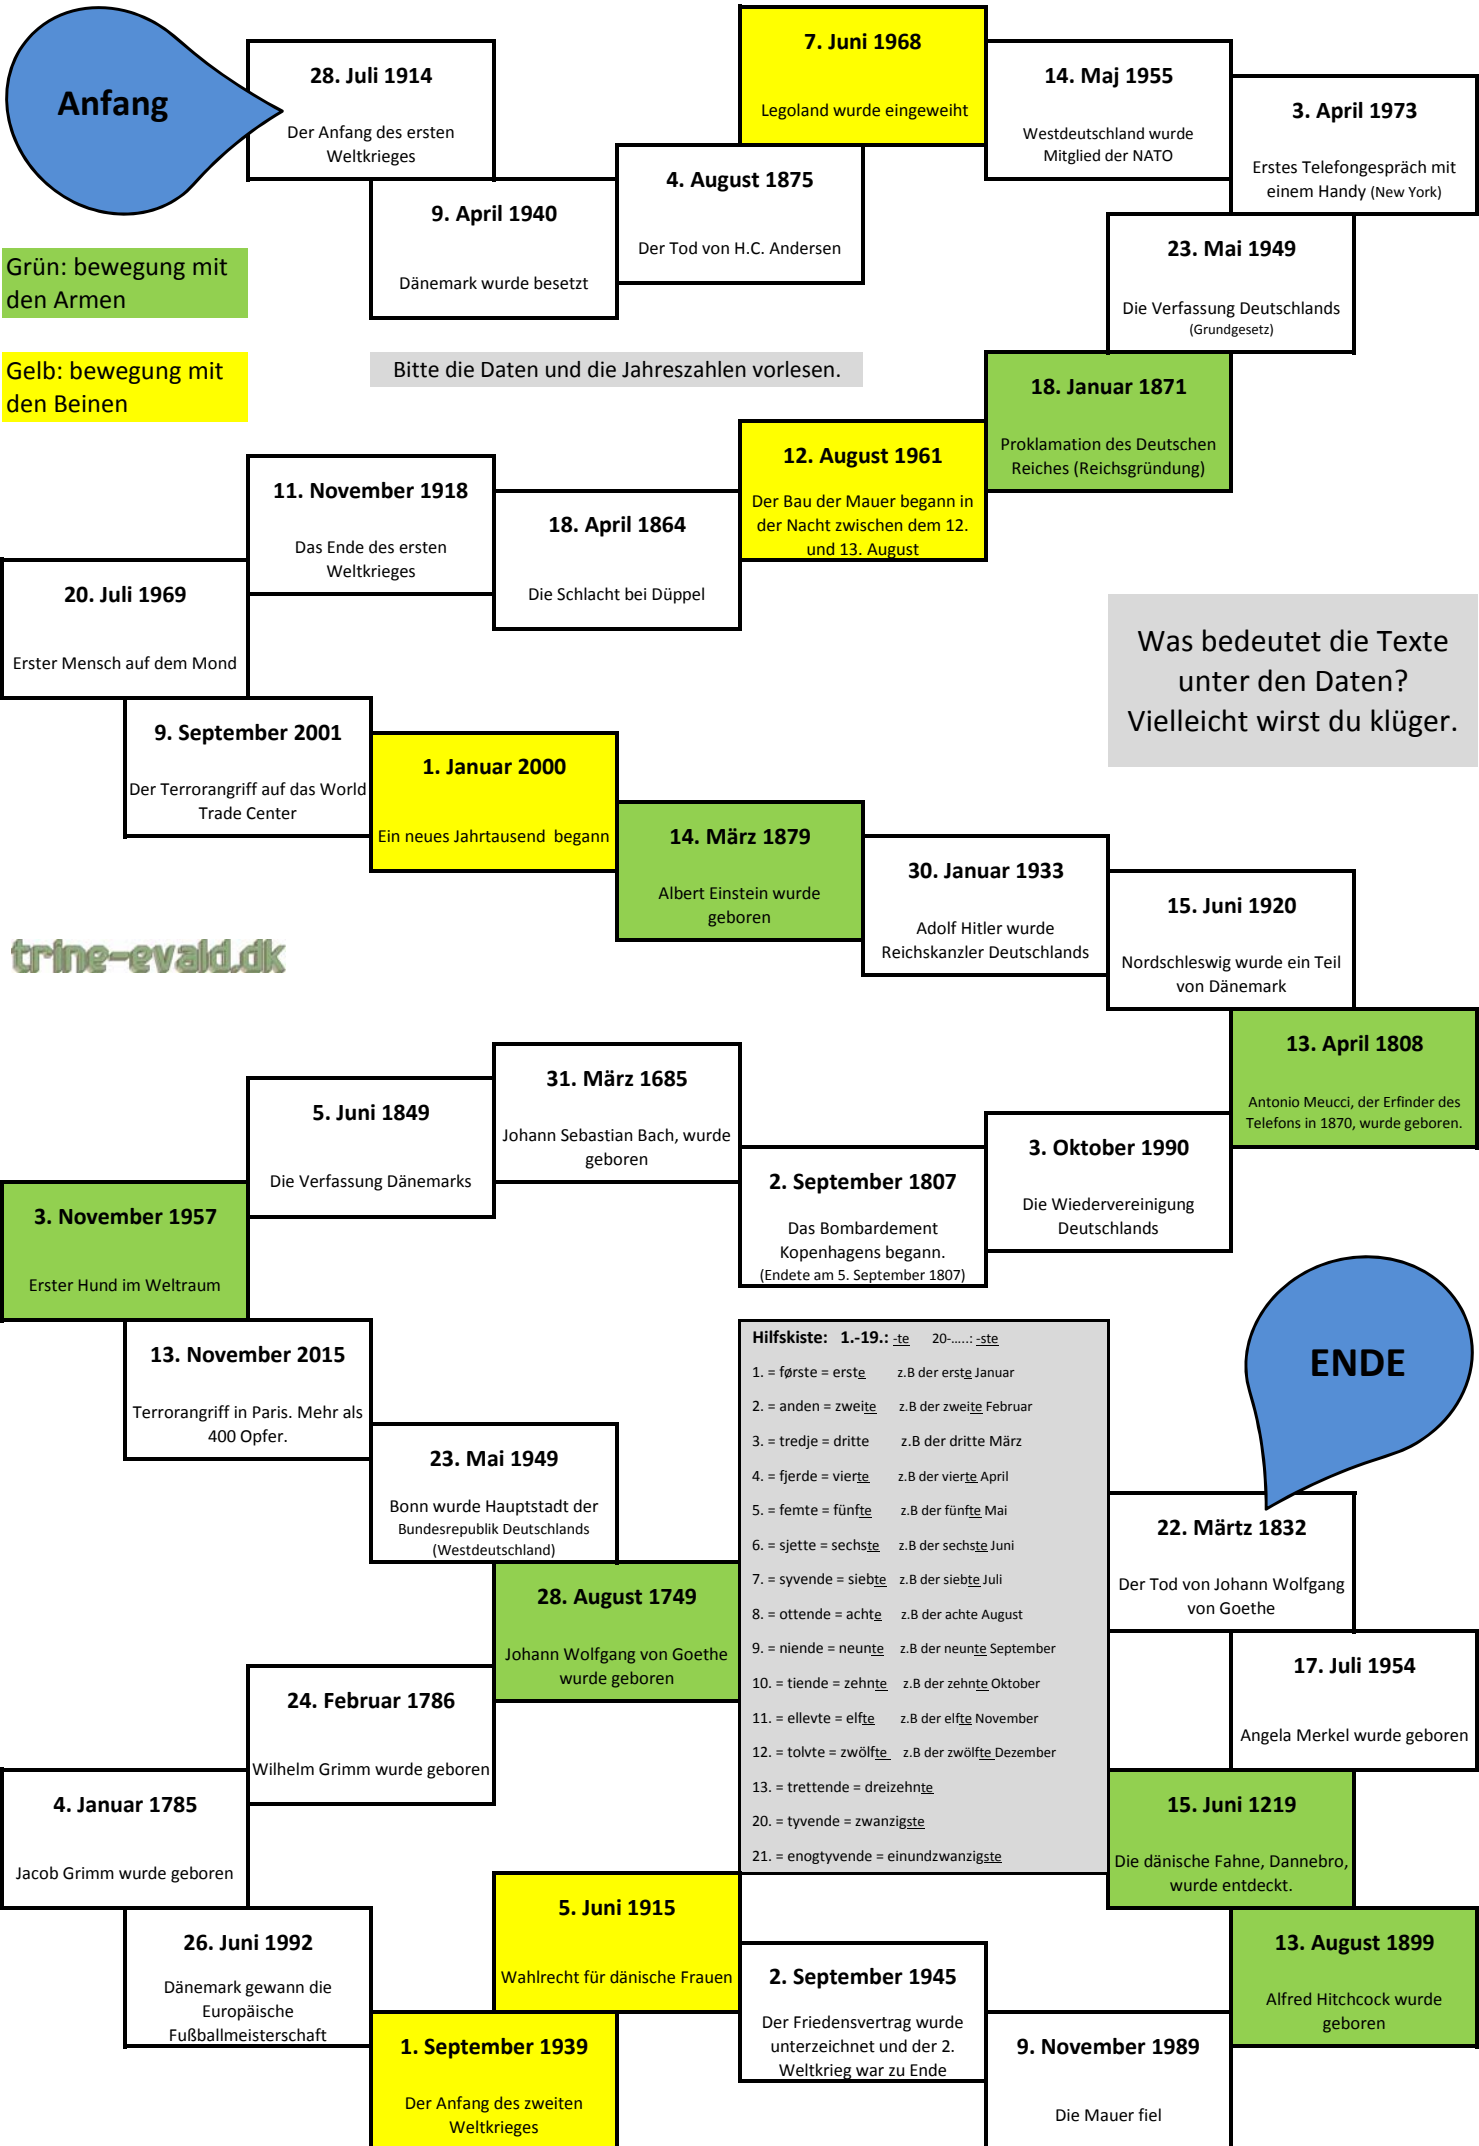 Anfang
28. Juli 1914
Der Anfang des ersten
Weltkrieges
9. April 1940
Dänemark wurde besetzt
4. August 1875
Der Tod von H.C. Andersen
7. Juni 1968
Legoland wurde eingeweiht
14. Maj 1955
Westdeutschland wurde
Mitglied der NATO
3. April 1973
Erstes Telefongespräch mit
einem Handy (New York)
23. Mai 1949
Die Verfassung Deutschlands
(Grundgesetz)
Grün: bewegung mit
den Armen
Gelb: bewegung mit
den Beinen
Bitte die Daten und die Jahreszahlen vorlesen.
18. Januar 1871
Proklamation des Deutschen
Reiches (Reichsgründung)
12. August 1961
Der Bau der Mauer begann in
der Nacht zwischen dem 12.
und 13. August
18. April 1864
Die Schlacht bei Düppel
11. November 1918
Das Ende des ersten
Weltkrieges
20. Juli 1969
Erster Mensch auf dem Mond
Was bedeutet die Texte
unter den Daten?
Vielleicht wirst du klüger.
9. September 2001
Der Terrorangriff auf das World
Trade Center
1. Januar 2000
Ein neues Jahrtausend begann
14. März 1879
Albert Einstein wurde
geboren
30. Januar 1933
Adolf Hitler wurde
Reichskanzler Deutschlands
15. Juni 1920
Nordschleswig wurde ein Teil
von Dänemark
trine-evald.dk
13. April 1808
Antonio Meucci, der Erfinder des
Telefons in 1870, wurde geboren.
3. Oktober 1990
Die Wiedervereinigung
Deutschlands
2. September 1807
Das Bombardement
Kopenhagens begann.
(Endete am 5. September 1807)
31. März 1685
Johann Sebastian Bach, wurde
geboren
5. Juni 1849
Die Verfassung Dänemarks
3. November 1957
Erster Hund im Weltraum
13. November 2015
Terrorangriff in Paris. Mehr als
400 Opfer.
23. Mai 1949
Bonn wurde Hauptstadt der
Bundesrepublik Deutschlands
(Westdeutschland)
28. August 1749
Johann Wolfgang von Goethe
wurde geboren
24. Februar 1786
Wilhelm Grimm wurde geboren
4. Januar 1785
Jacob Grimm wurde geboren
26. Juni 1992
Dänemark gewann die
Europäische
Fußballmeisterschaft
1. September 1939
Der Anfang des zweiten
Weltkrieges
5. Juni 1915
Wahlrecht für dänische Frauen
2. September 1945
Der Friedensvertrag wurde
unterzeichnet und der 2.
Weltkrieg war zu Ende
9. November 1989
Die Mauer fiel
13. August 1899
Alfred Hitchcock wurde
geboren
15. Juni 1219
Die dänische Fahne, Dannebro,
wurde entdeckt.
17. Juli 1954
Angela Merkel wurde geboren
22. Märtz 1832
Der Tod von Johann Wolfgang
von Goethe
ENDE
Hilfskiste: 1.-19.: -te 20-.....: -ste
1. = første = erste z.B der erste Januar
2. = anden = zweite z.B der zweite Februar
3. = tredje = dritte z.B der dritte März
4. = fjerde = vierte z.B der vierte April
5. = femte = fünfte z.B der fünfte Mai
6. = sjette = sechste z.B der sechste Juni
7. = syvende = siebte z.B der siebte Juli
8. = ottende = achte z.B der achte August
9. = niende = neunte z.B der neunte September
10. = tiende = zehnte z.B der zehnte Oktober
11. = ellevte = elfte z.B der elfte November
12. = tolvte = zwölfte z.B der zwölfte Dezember
13. = trettende = dreizehnte
20. = tyvende = zwanzigste
21. = enogtyvende = einundzwanzigste